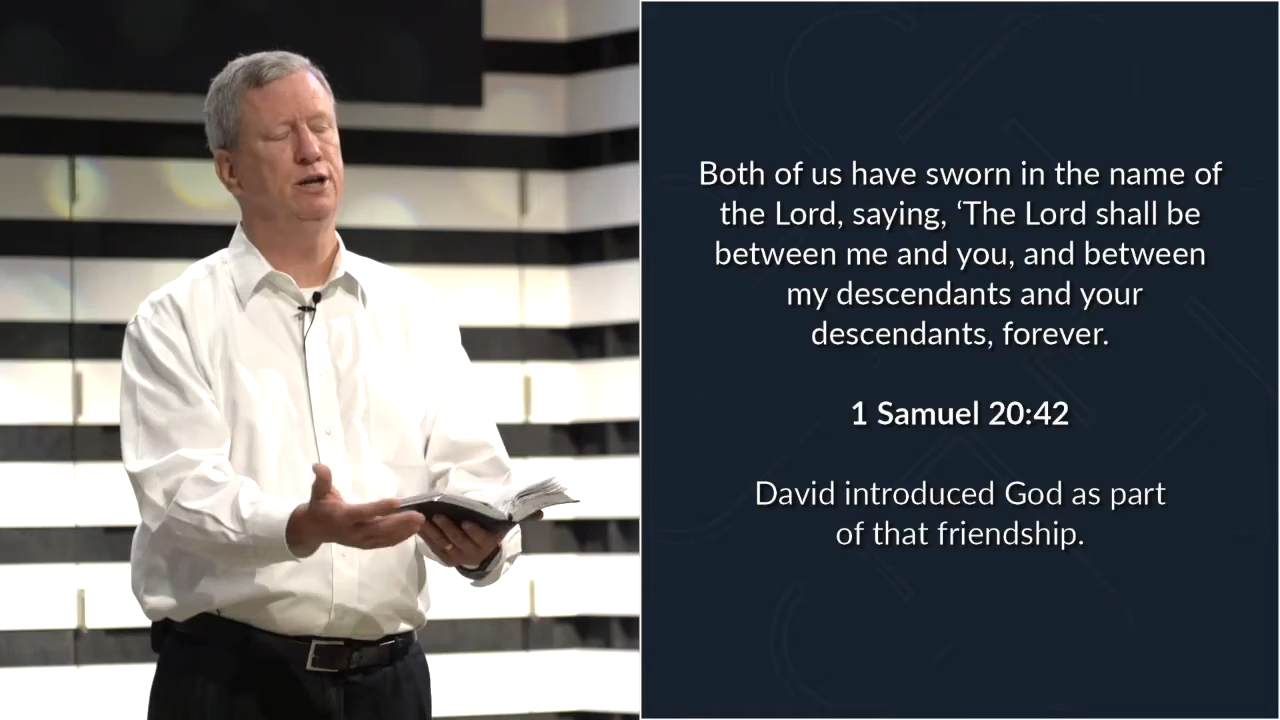 Both of us have sworn in the name of
the Lord, saying, ‘The Lord shall be
between me and you, and between
my descendants and your
descendants, forever.
1 Samuel 20:42
David introduced God as part
of that friendship.